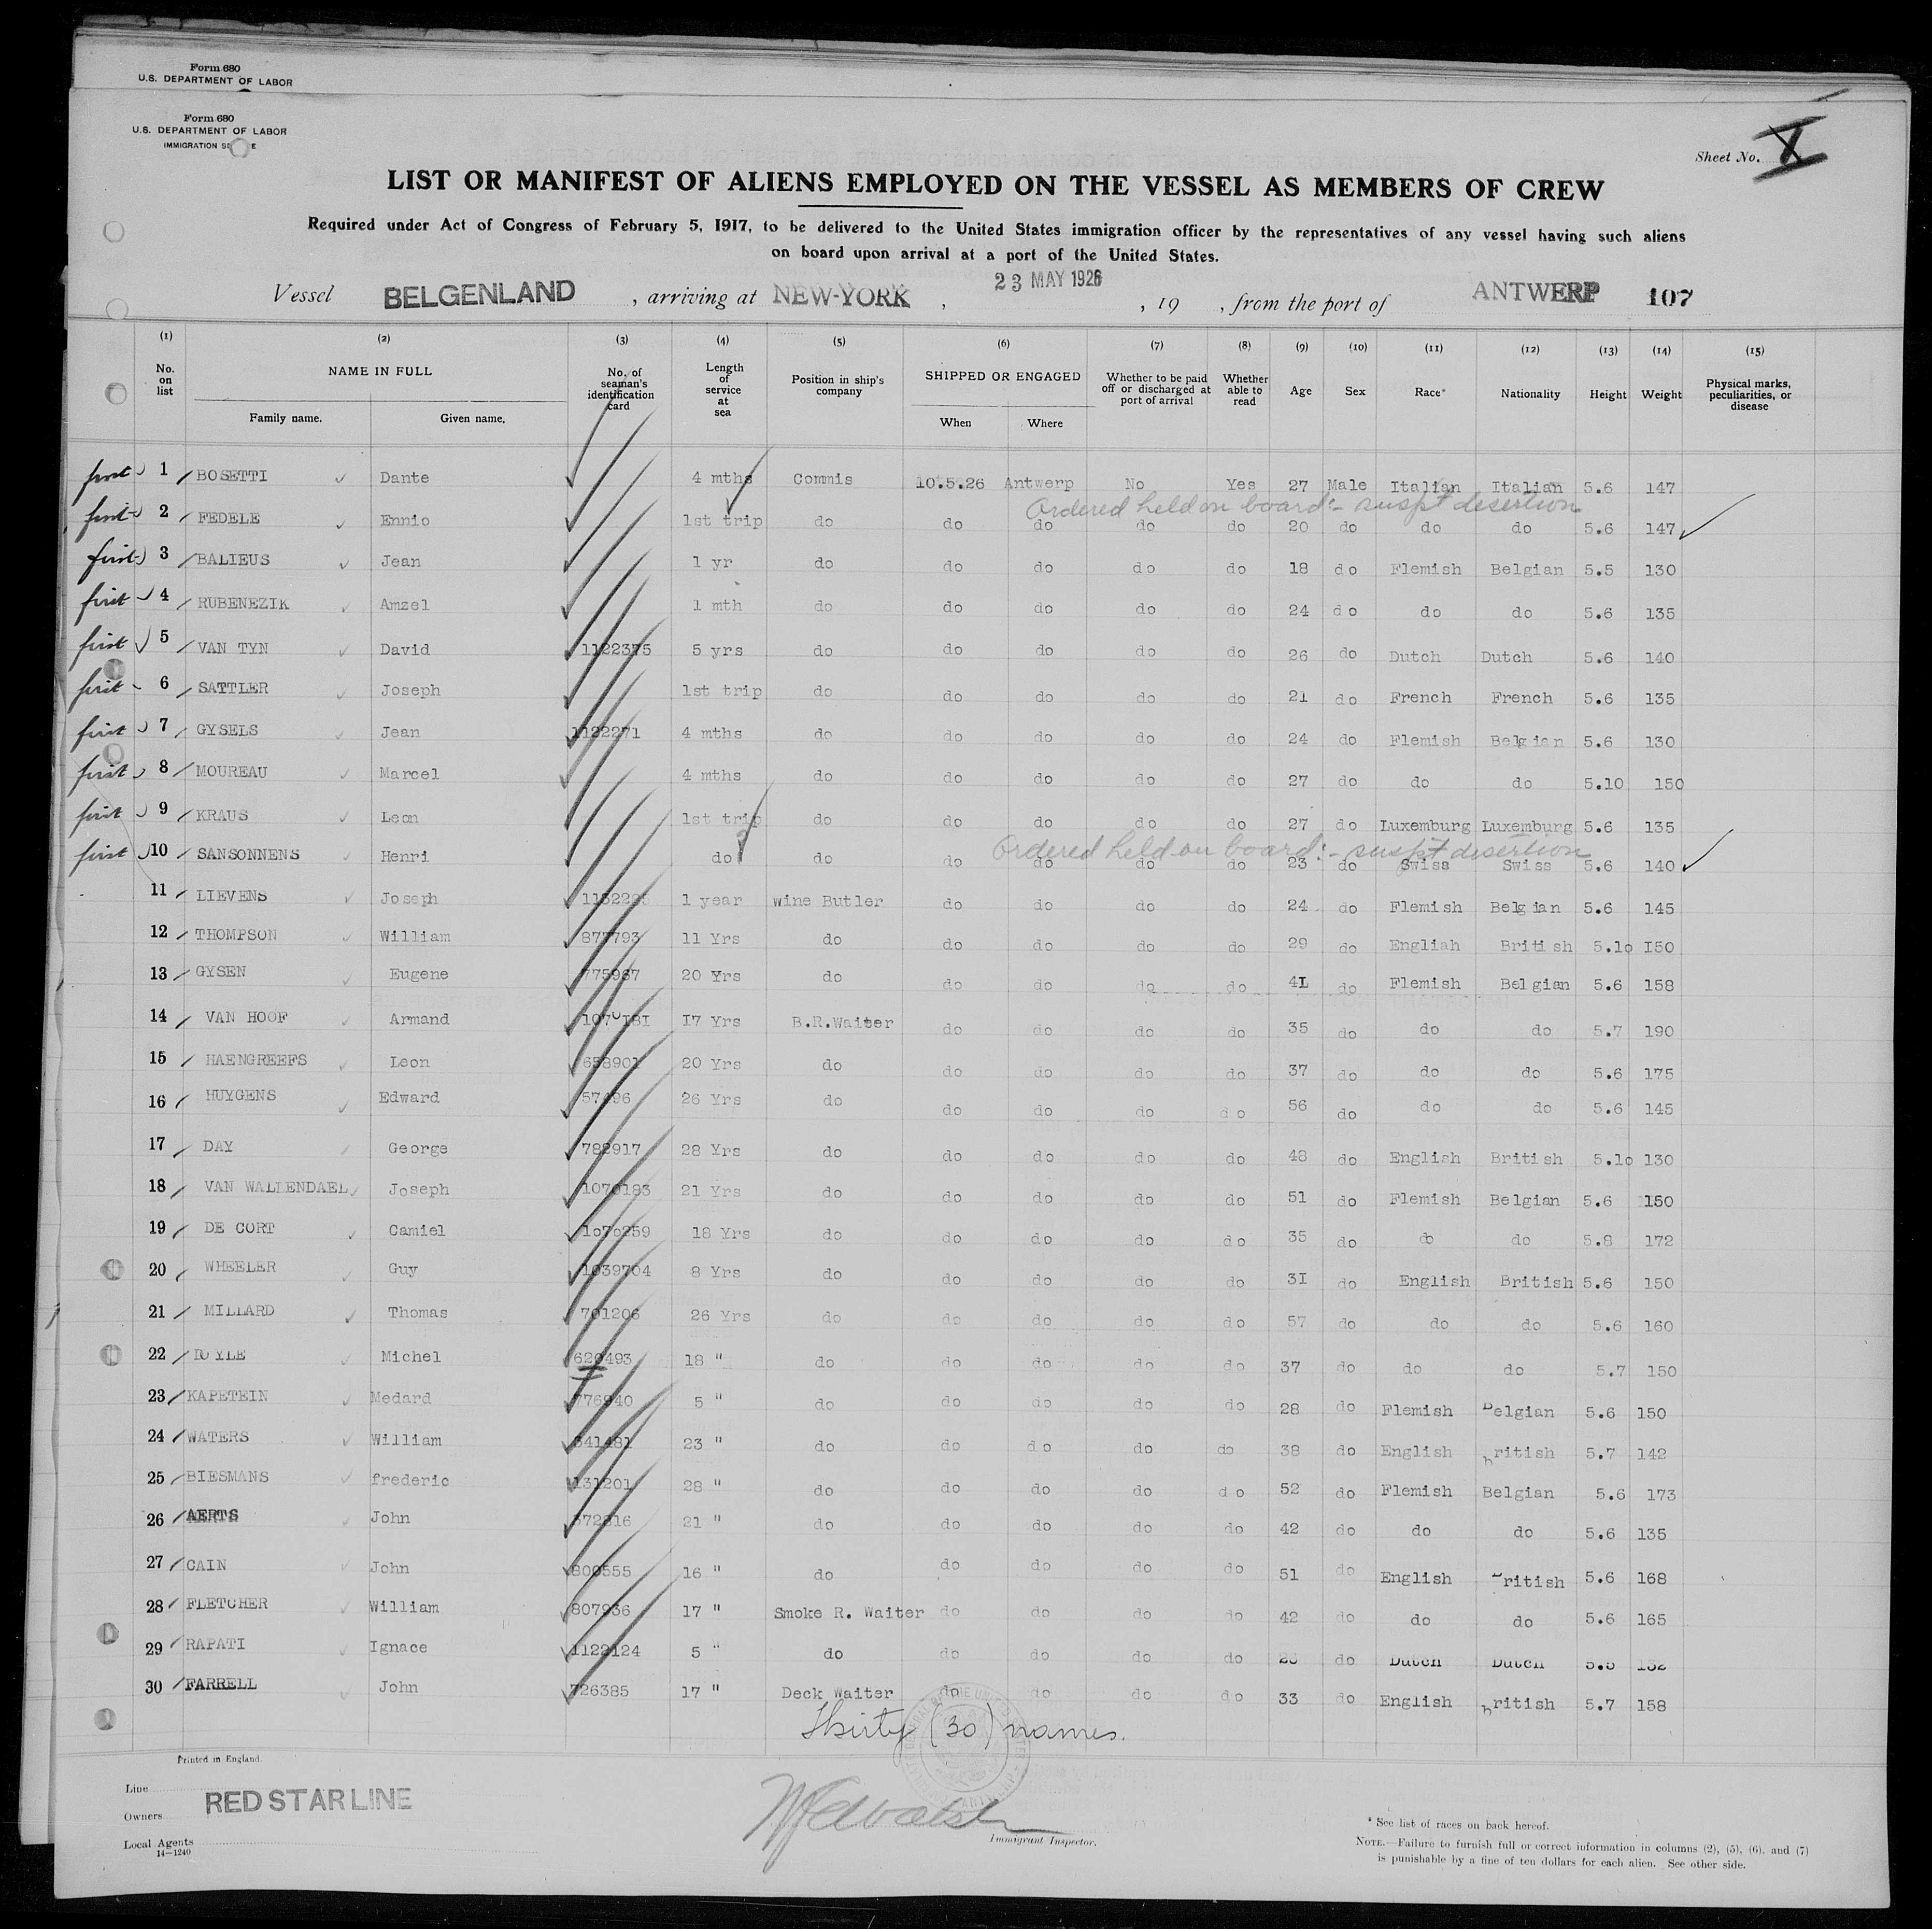 Form 680
U.S. DEPARTMENT OF LABOR
Form 680
U.S. DEPARTMENT OF LABOR
IMMIGRATION
Sheet No. X
LIST OR MANIFEST OF ALIENS EMPLOYED ON THE VESSEL AS MEMBERS OF CREW
Required under Act of Congress of February 5, 1917, to be delivered to the United States immigration officer by the representatives of any vessel having such aliens
on board upon arrival at a port of the United States.
Vessel BELGENLAND, arriving at NEW-YORK, 23 MAY 1926, 19 , from the port of ANTWERP 107
(1) (2) (3) (4) (5) (6) (7) (8) (9) (10) (11) (12) (13) (14) (15)
No. on list NAME IN FULL Family name. Given name. No. of seaman's identification card Length of service at sea Position in ship's company SHIPPED OR ENGAGED When Where Whether to be paid off or discharged at port of arrival Whether able to read Age Sex Race* Nationality Height Weight Physical marks, peculiarities, or disease
first 1 BOSETTI Dante 4 mths Commis 10.5.26 Antwerp No Yes 27 Male Italian Italian 5.6 147
Ordered held on board:- suspt desertion
first 2 FEDELE Ennio 1st trip do do do do do 20 do do do 5.6 147
first 3 BALIEUS Jean 1 yr do do do do do 18 do Flemish Belgian 5.5 130
first 4 RUBENEZIK Amzel 1 mth do do do do do 24 do do do 5.6 135
first 5 VAN TYN David 1122375 5 yrs do do do do do 26 do Dutch Dutch 5.6 140
first 6 SATTLER Joseph 1st trip do do do do do 21 do French French 5.6 135
first 7 GYSELS Jean 1122271 4 mths do do do do do 24 do Flemish Belgian 5.6 130
first 8 MOUREAU Marcel 4 mths do do do do do 27 do do do 5.10 150
first 9 KRAUS Leon 1st trip do do do do do 27 do Luxemburg Luxemburg 5.6 135
Ordered held on board:- suspt desertion
first 10 SANSONNENS Henri do do do do do do 23 do Swiss Swiss 5.6 140
11 LIEVENS Joseph 1 year Wine Butler do do do do 24 do Flemish Belgian 5.6 145
12 THOMPSON William 877793 11 Yrs do do do do do 29 do Engliah British 5.10 I50
13 GYSEN Eugene 775967 20 Yrs do do do do do 4I do Flemish Belgian 5.6 158
14 VAN HOOF Armand 1070I8I I7 Yrs B.R.Waiter do do do do 35 do do do 5.7 190
15 HAENGREEFS Leon 658901 20 Yrs do do do do do 37 do do do 5.6 175
16 HUYGENS Edward 57496 26 Yrs do do do do do 56 do do do 5.6 145
17 DAY George 782917 28 Yrs do do do do do 48 do English British 5.10 130
18 VAN WALLENDAEL Joseph 1070183 21 Yrs do do do do do 51 do Flemish Belgian 5.6 150
19 DE CORT Camiel 1070259 18 Yrs do do do do do 35 do do do 5.8 172
20 WHEELER Guy 1039704 8 Yrs do do do do do 3I do English British 5.6 150
21 MILLARD Thomas 701206 26 Yrs do do do do do 57 do do do 5.6 160
22 DOYLE Michel 620493 18 " do do do do do 37 do do do 5.7 150
23 KAPETEIN Medard 776940 5 " do do do do do 28 do Flemish Belgian 5.6 150
24 WATERS William 641481 23 " do do do do do 38 do English british 5.7 142
25 BIESMANS frederic 131201 28 " do do do do do 52 do Flemish Belgian 5.6 173
26 AERTS John 572816 21 " do do do do do 42 do do do 5.6 135
27 CAIN John 800555 16 " do do do do do 51 do English British 5.6 168
28 FLETCHER William 807936 17 " Smoke R. Waiter do do do do 42 do do do 5.6 165
29 RAPATI Ignace 1122124 5 " do do do do do do Dutch Dutch 5.5 132
30 FARRELL John 726385 17 " Deck Waiter do do do do 33 do English british 5.7 158
Thirty (30) names.
Printed in England.
Line
Owners RED STAR LINE
Local Agents
14—1240
Immigrant Inspector.
* See list of races on back hereof.
NOTE.—Failure to furnish full or correct information in columns (2), (5), (6), and (7)
is punishable by a fine of ten dollars for each alien. See other side.